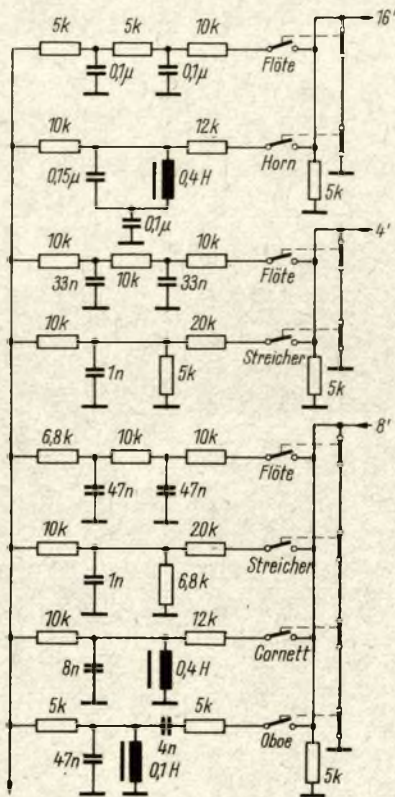 5k 5k 10k 16'
0,1µ 0,1µ Flöte
10k 12k
0,15µ 0,4 H Horn
0,1µ 5k
10k 10k 4'
33n 10k 33n Flöte
10k 20k
1n 5k Streicher 5k
6,8k 10k 10k 8'
47n 47n Flöte
10k 20k
1n 6,8k Streicher
10k 12k
8n 0,4 H Cornett
5k 4n 5k
47n 0,1 H Oboe 5k